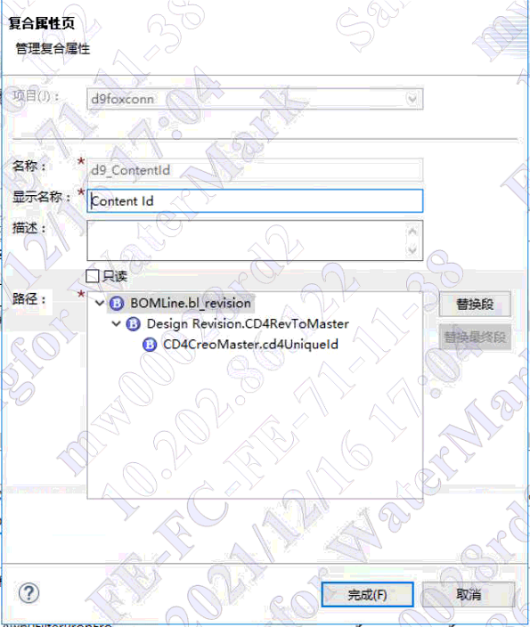 复合属性页
管理复合属性
项目(J)：
d9foxconn
名称：
* d9_ContentId
显示名称：
* Content Id
描述：
只读
路径：
* BOMLine.bl_revision
替换段
Design Revision.CD4RevToMaster
替换最终段
CD4CreoMaster.cd4UniqueId
完成(F)
取消